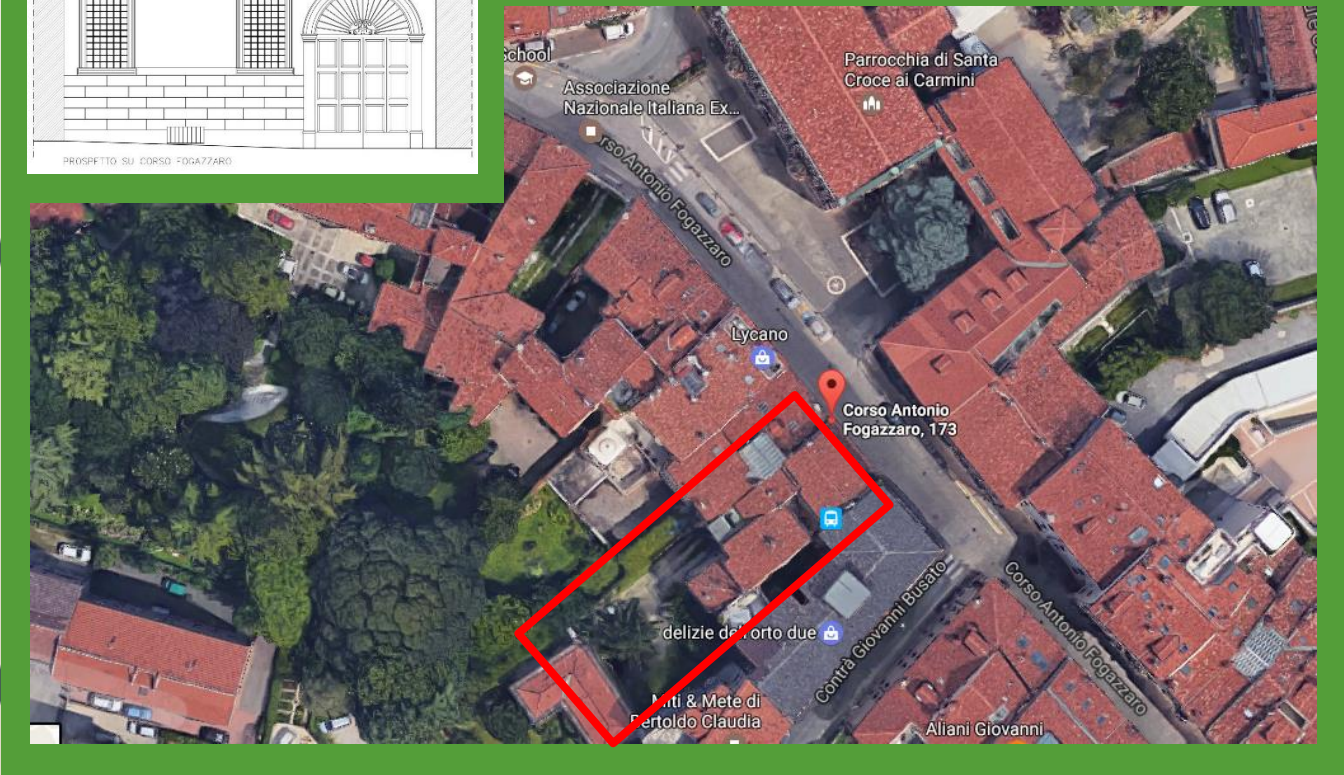 PROSPETTO SU CORSO FOGAZZARO
School
Associazione
Nazionale Italiana Ex...
Parrocchia di Santa
Croce ai Carmini
rso Antonio Fogazzaro
Lycano
Corso Antonio
Fogazzaro, 173
delizie dell'orto due
Contrà Giovanni Busato
Corso Antonio Fogazzaro
Miti & Mete di
Bertoldo Claudia
Aliani Giovanni